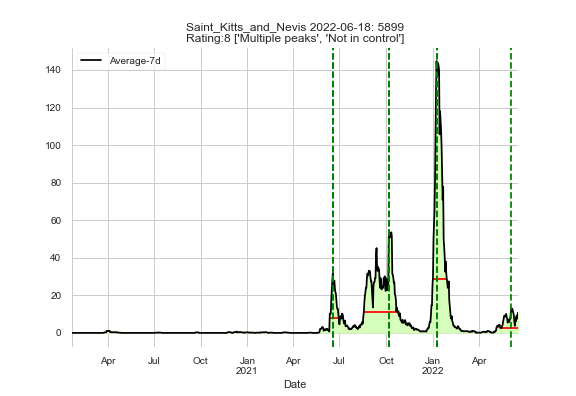 Saint_Kitts_and_Nevis 2022-06-18: 5899
Rating:8 ['Multiple peaks', 'Not in control']
Average-7d
140
120
100
80
60
40
20
0
Apr Jul Oct Jan Apr Jul Oct Jan Apr
2021 2022
Date